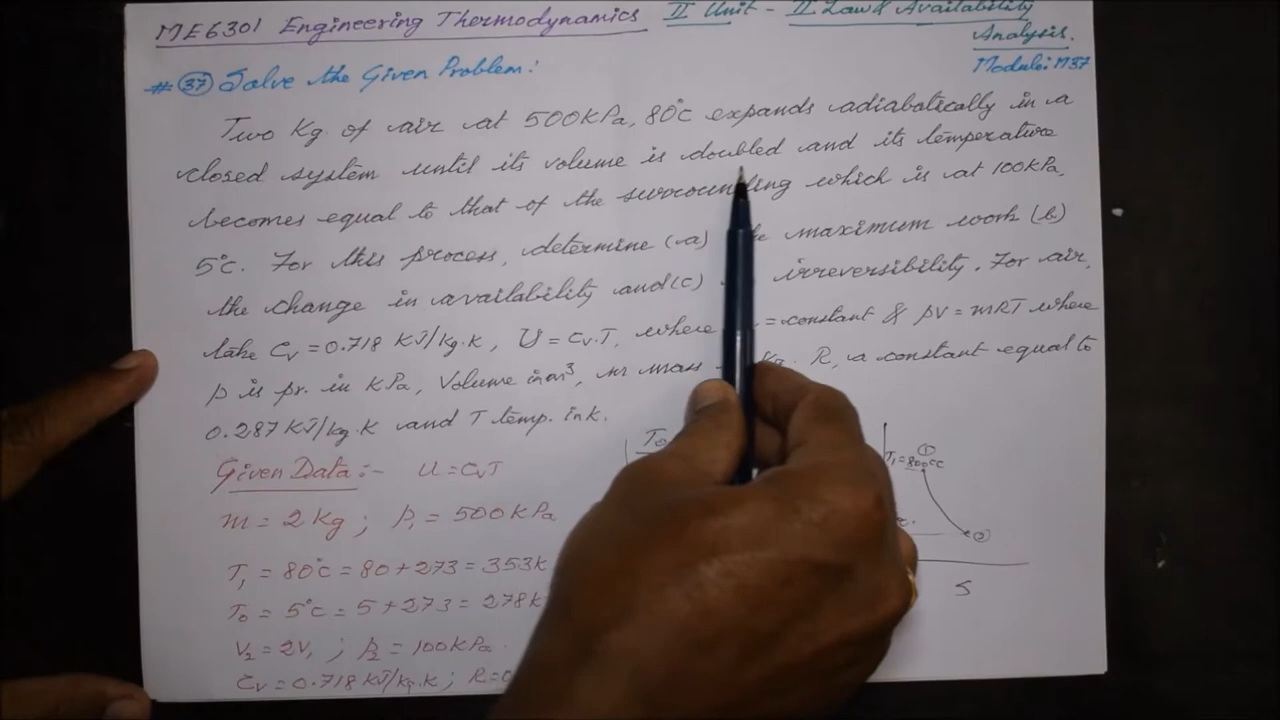 ME6301 Engineering Thermodynamics II Unit - II Law & Availability
Analysis.
Module: M37
# 37 Solve the Given Problem:
Two Kg of air at 500KPa, 80°C expands adiabatically in a
closed system until its volume is doubled and its temperature
becomes equal to that of the surrounding which is at 100KPa,
5°C. For this process, determine (a) maximum work (b)
the change in availability and (c) irreversibility. For air,
take Cv = 0.718 KJ/kg.K, U = Cv.T, where = constant & pV = mRT where
p is pr. in KPa, Volume in m³, m mass R, a constant equal to
0.287 KJ/kg.K and T temp. in K.
Given Data :- U = CvT
m = 2 Kg ; p₁ = 500 KPa
T₁ = 80°C = 80 + 273 = 353K
T₀ = 5°C = 5 + 273 = 278K
V₂ = 2V₁ ; p₂ = 100KPa
Cv = 0.718 KJ/kg.K ; R =
T₀
T₁ =
①
②
S